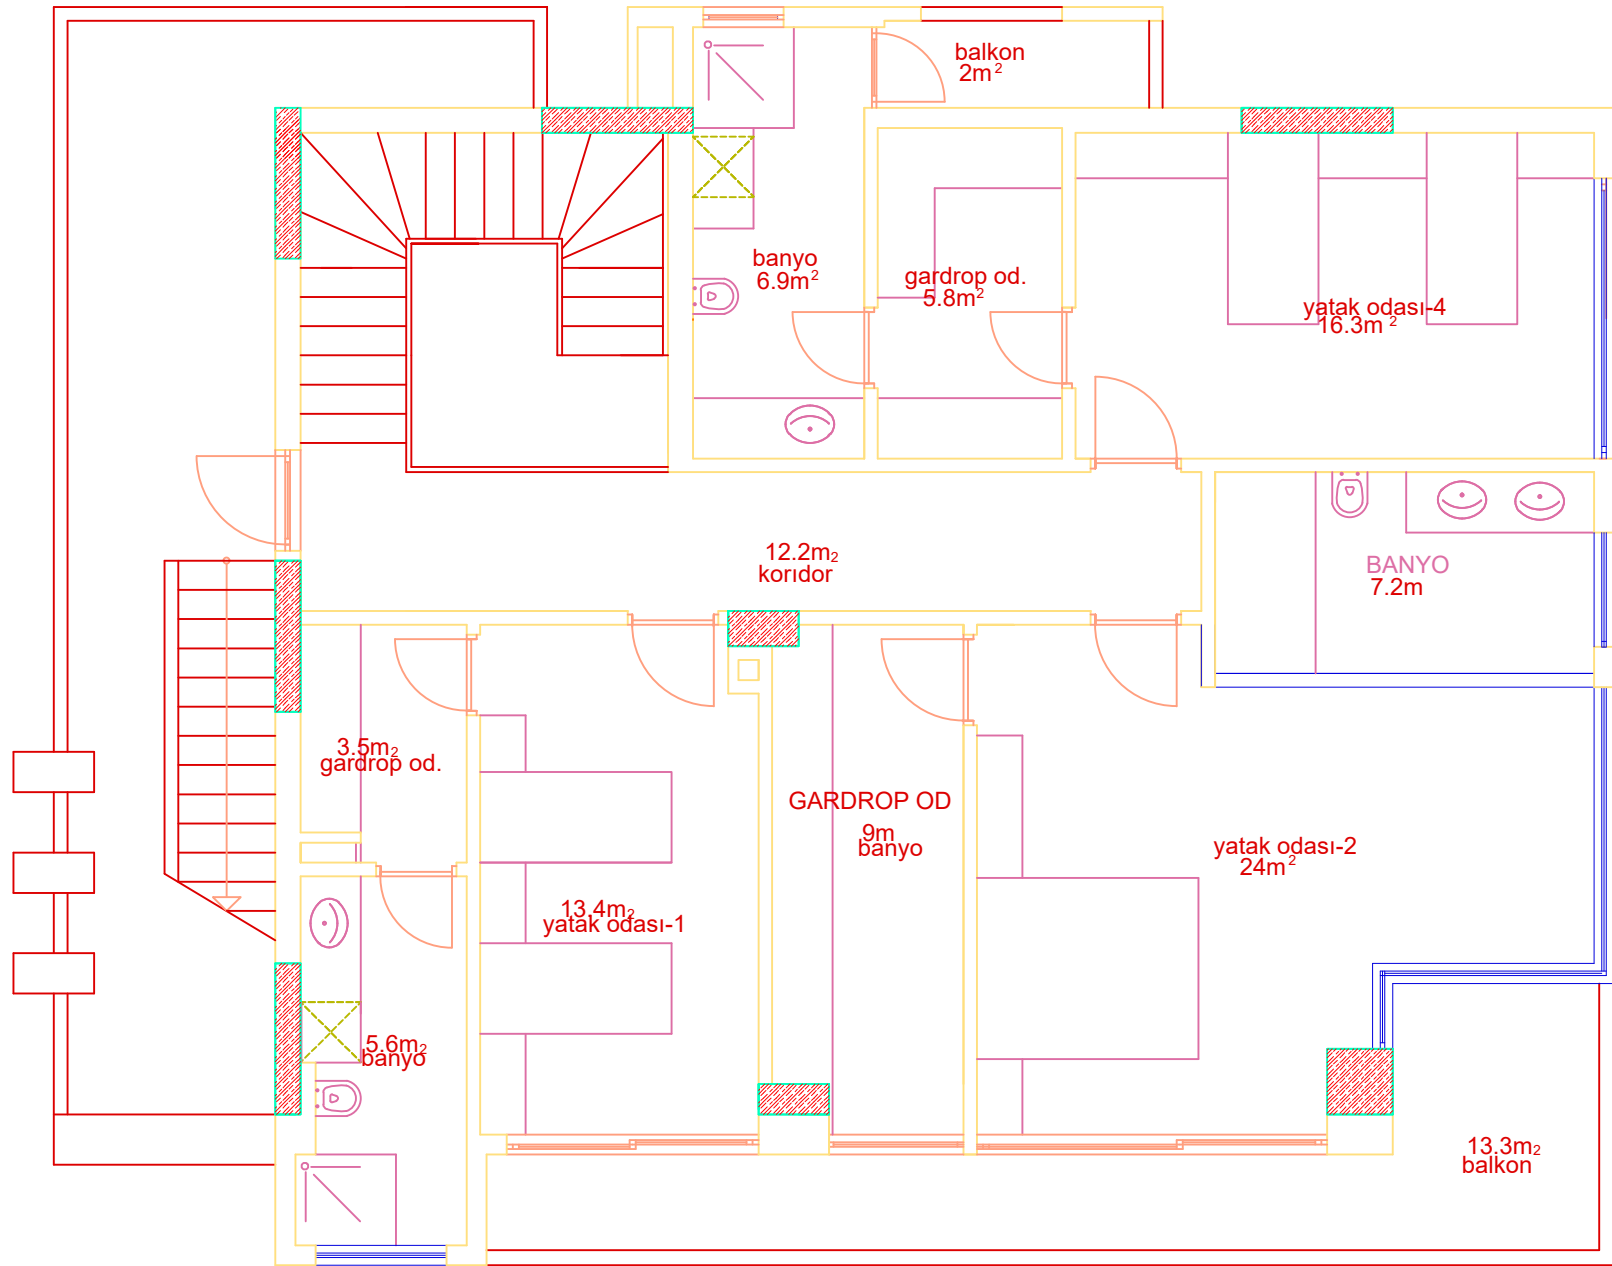 balkon
2m²
banyo
6.9m²
gardrop od.
5.8m²
yatak odası-4
16.3m ²
12.2m₂
korıdor
BANYO
7.2m
3.5m₂
gardrop od.
GARDROP OD
9m
banyo
yatak odası-2
24m²
13.4m₂
yatak odası-1
5.6m₂
banyo
13.3m₂
balkon